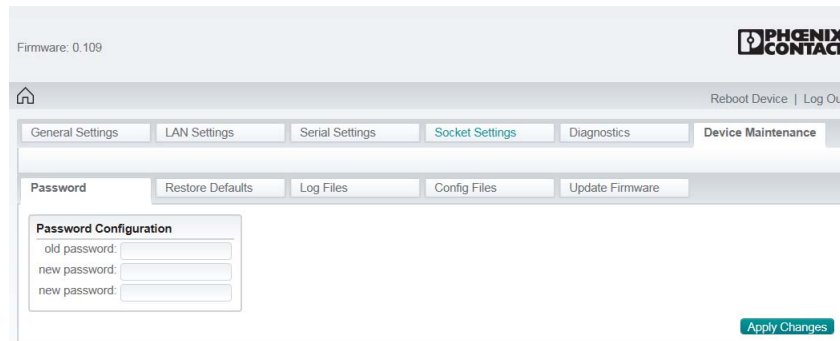 Firmware: 0.109
PHŒNIX
CONTACT
Reboot Device | Log Ou
General Settings LAN Settings Serial Settings Socket Settings Diagnostics Device Maintenance
Password Restore Defaults Log Files Config Files Update Firmware
Password Configuration
old password:
new password:
new password:
Apply Changes